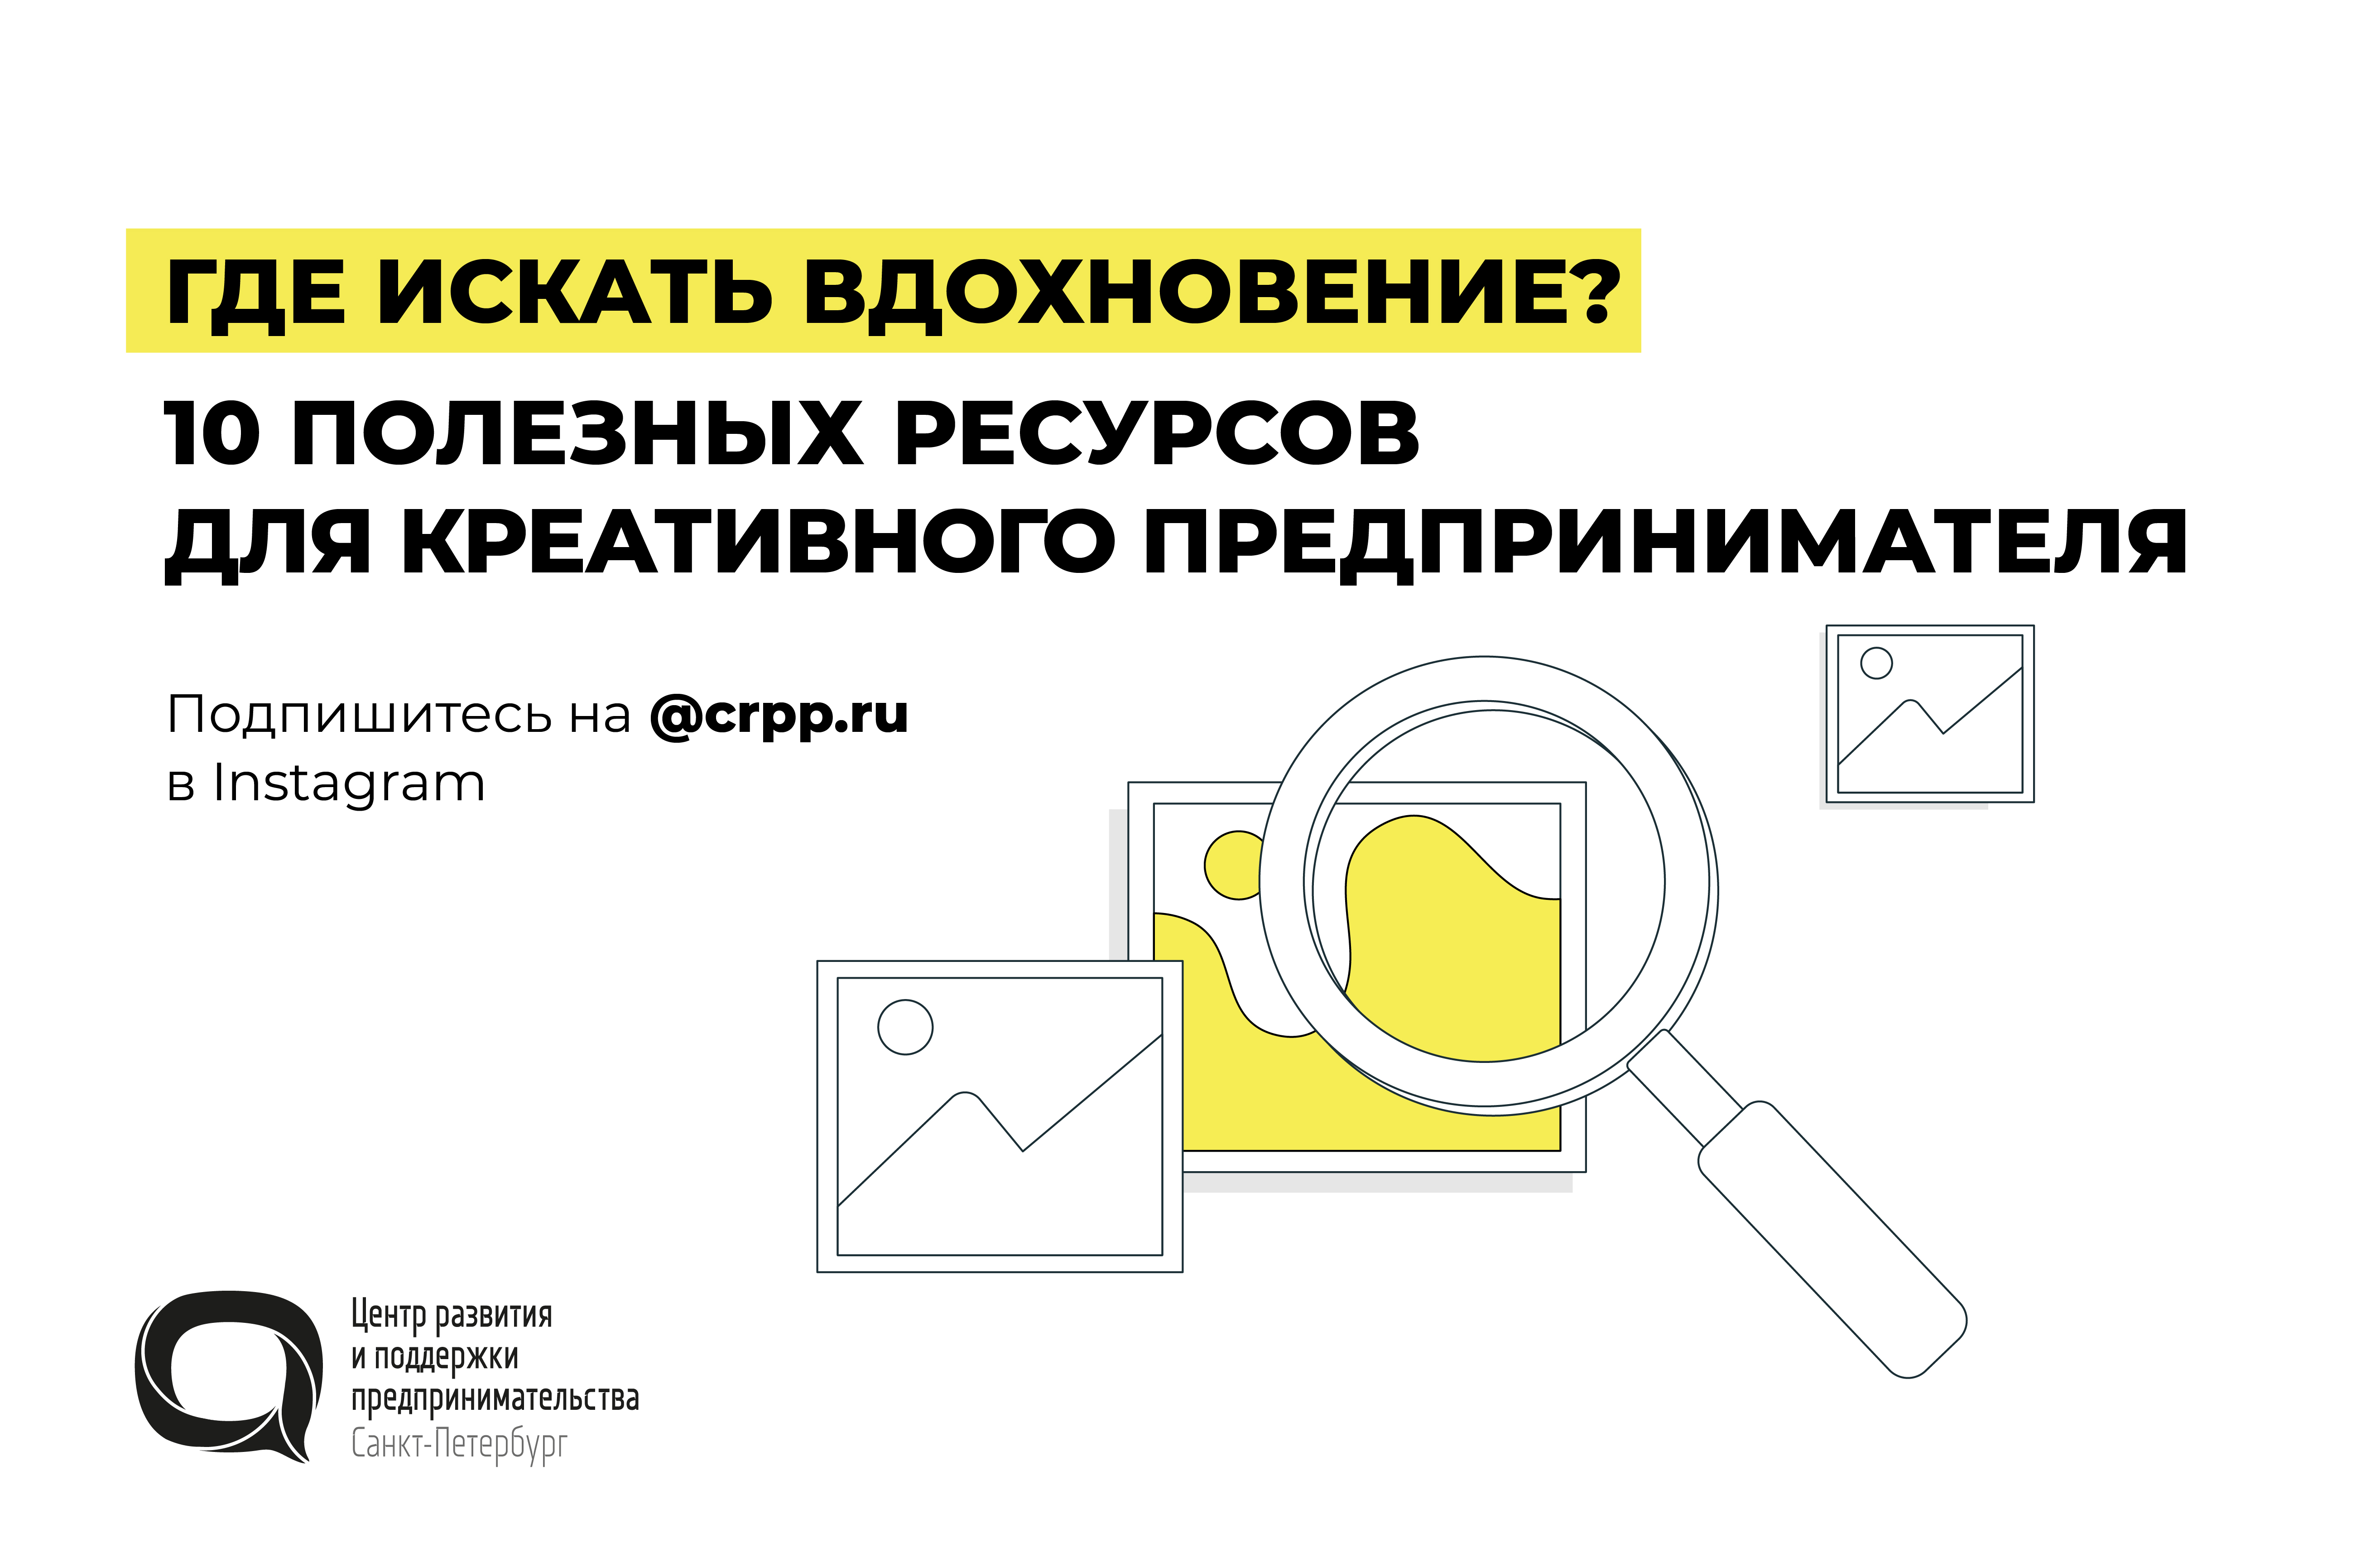 ГДЕ ИСКАТЬ ВДОХНОВЕНИЕ?
10 ПОЛЕЗНЫХ РЕСУРСОВ
ДЛЯ КРЕАТИВНОГО ПРЕДПРИНИМАТЕЛЯ
Подпишитесь на @crpp.ru
в Instagram
Центр развития
и поддержки
предпринимательства
Санкт-Петербург